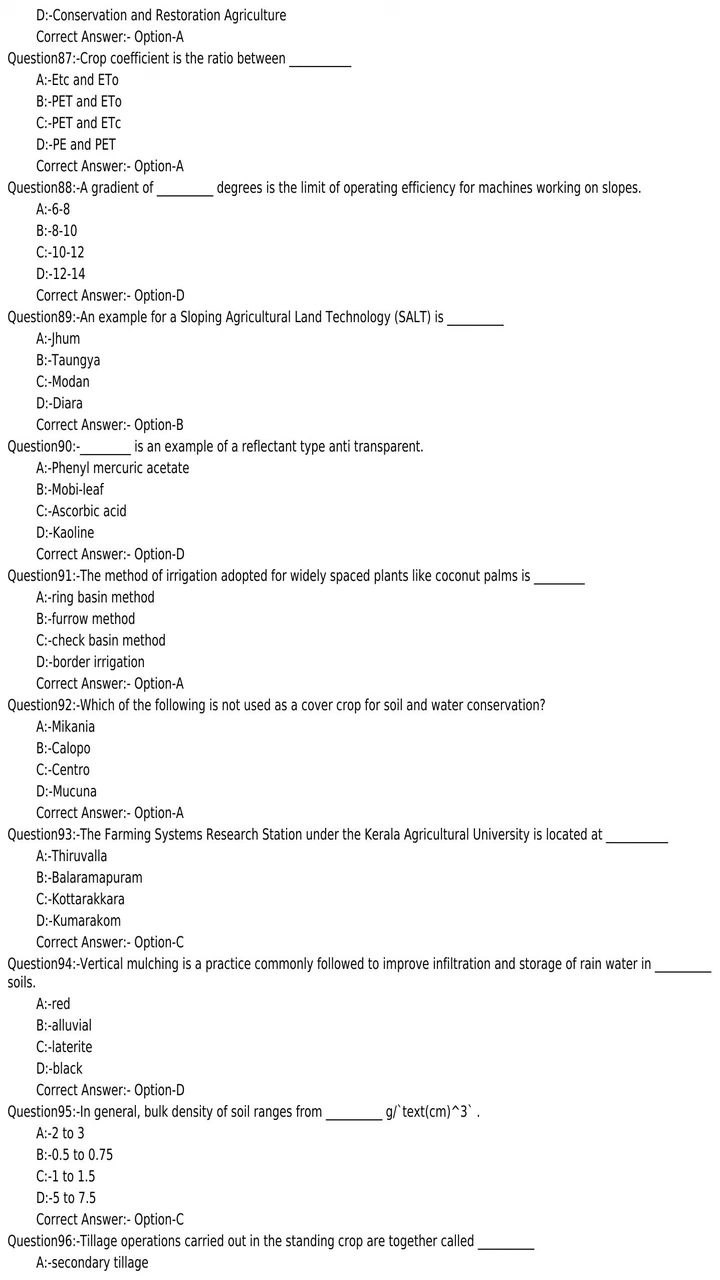 D:-Conservation and Restoration Agriculture
Correct Answer:- Option-A
Question87:-Crop coefficient is the ratio between __________
A:-Etc and ETo
B:-PET and ETo
C:-PET and ETc
D:-PE and PET
Correct Answer:- Option-A
Question88:-A gradient of _________ degrees is the limit of operating efficiency for machines working on slopes.
A:-6-8
B:-8-10
C:-10-12
D:-12-14
Correct Answer:- Option-D
Question89:-An example for a Sloping Agricultural Land Technology (SALT) is _________
A:-Jhum
B:-Taungya
C:-Modan
D:-Diara
Correct Answer:- Option-B
Question90:-________ is an example of a reflectant type anti transparent.
A:-Phenyl mercuric acetate
B:-Mobi-leaf
C:-Ascorbic acid
D:-Kaoline
Correct Answer:- Option-D
Question91:-The method of irrigation adopted for widely spaced plants like coconut palms is ________
A:-ring basin method
B:-furrow method
C:-check basin method
D:-border irrigation
Correct Answer:- Option-A
Question92:-Which of the following is not used as a cover crop for soil and water conservation?
A:-Mikania
B:-Calopo
C:-Centro
D:-Mucuna
Correct Answer:- Option-A
Question93:-The Farming Systems Research Station under the Kerala Agricultural University is located at __________
A:-Thiruvalla
B:-Balaramapuram
C:-Kottarakkara
D:-Kumarakom
Correct Answer:- Option-C
Question94:-Vertical mulching is a practice commonly followed to improve infiltration and storage of rain water in _________
soils.
A:-red
B:-alluvial
C:-laterite
D:-black
Correct Answer:- Option-D
Question95:-In general, bulk density of soil ranges from _________ g/`text(cm)^3` .
A:-2 to 3
B:-0.5 to 0.75
C:-1 to 1.5
D:-5 to 7.5
Correct Answer:- Option-C
Question96:-Tillage operations carried out in the standing crop are together called _________
A:-secondary tillage